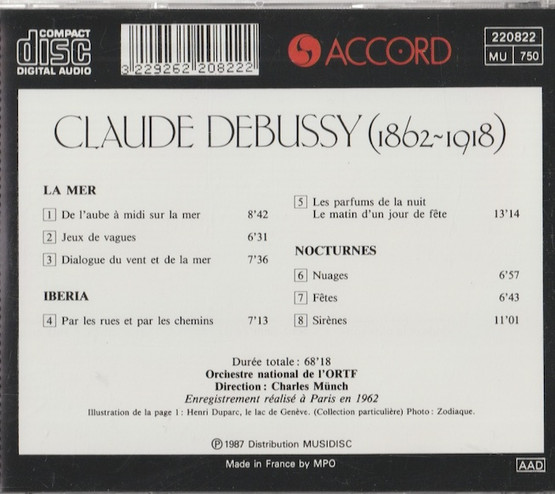 COMPACT
disc
DIGITAL AUDIO
3 229262 208222
ACCORD
220822
MU 750
CLAUDE DEBUSSY (1862~1918)
LA MER
1 De l'aube à midi sur la mer 8'42
2 Jeux de vagues 6'31
3 Dialogue du vent et de la mer 7'36
IBERIA
4 Par les rues et par les chemins 7'13
5 Les parfums de la nuit
Le matin d'un jour de fête 13'14
NOCTURNES
6 Nuages 6'57
7 Fêtes 6'43
8 Sirènes 11'01
Durée totale : 68'18
Orchestre national de l'ORTF
Direction : Charles Münch
Enregistrement réalisé à Paris en 1962
Illustration de la page 1 : Henri Duparc, le lac de Genève. (Collection particulière) Photo : Zodiaque.
Ⓟ 1987 Distribution MUSIDISC
Made in France by MPO
AAD